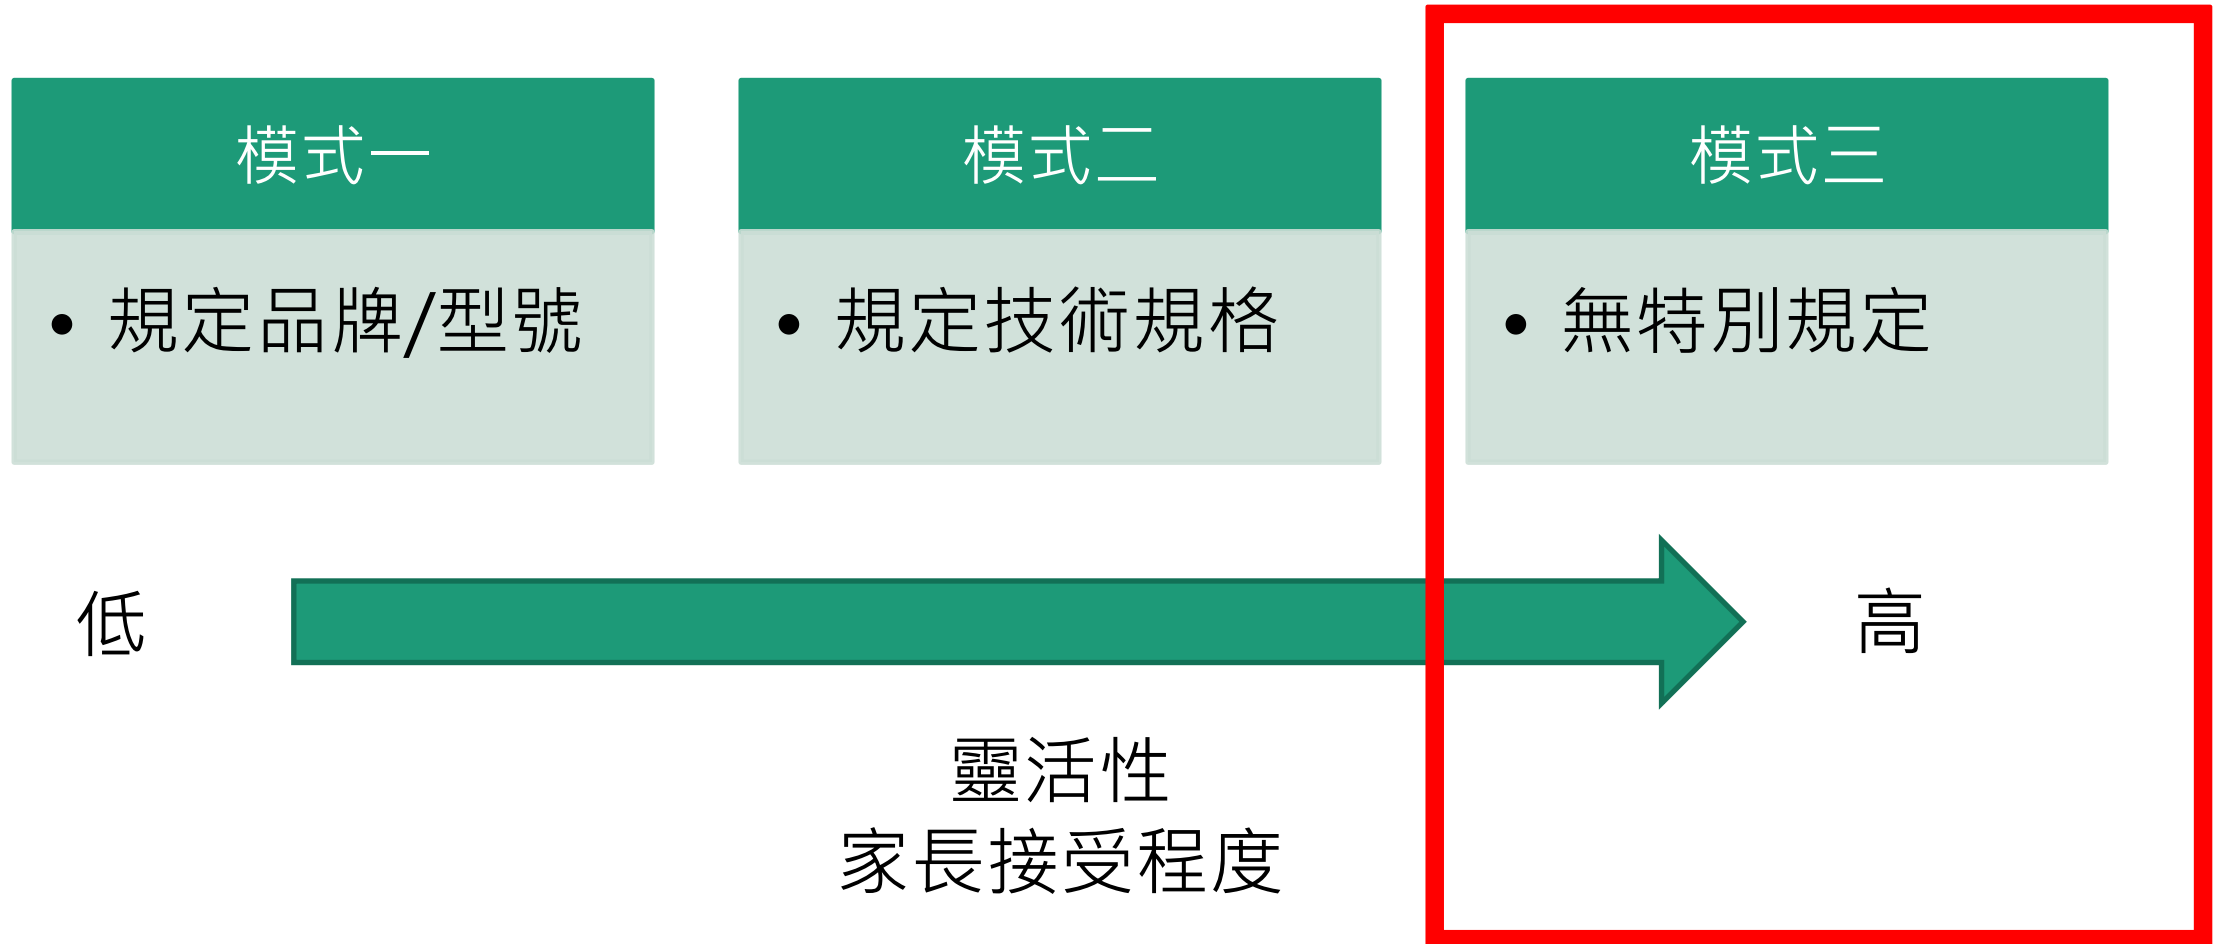 模式一
• 規定品牌/型號
模式二
• 規定技術規格
模式三
• 無特別規定
低
高
靈活性
家長接受程度